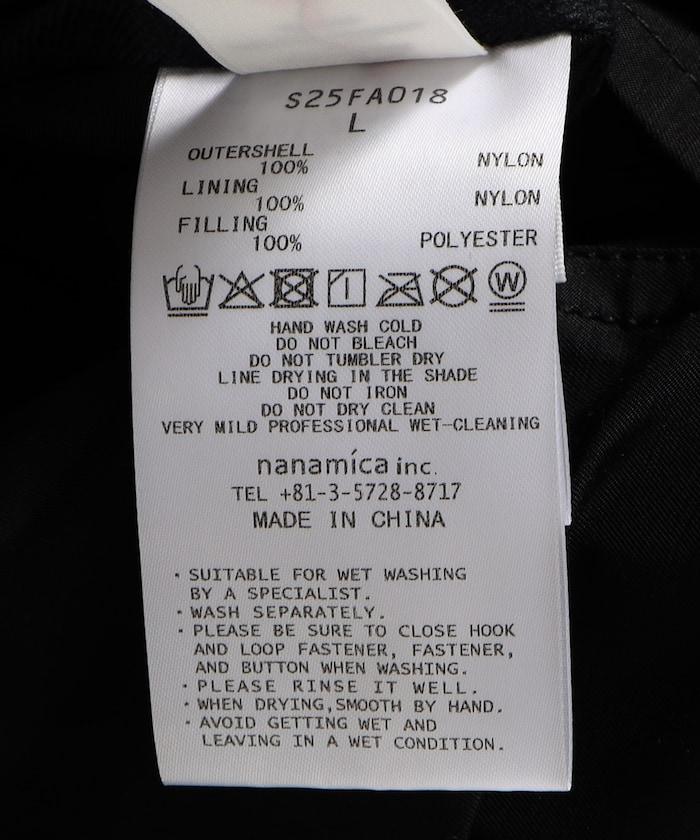 S25FA018
L
OUTERSHELL
100% NYLON
LINING
100% NYLON
FILLING
100% POLYESTER
W
HAND WASH COLD
DO NOT BLEACH
DO NOT TUMBLER DRY
LINE DRYING IN THE SHADE
DO NOT IRON
DO NOT DRY CLEAN
VERY MILD PROFESSIONAL WET-CLEANING
nanamíca inc.
TEL +81-3-5728-8717
MADE IN CHINA
・SUITABLE FOR WET WASHING
BY A SPECIALIST.
・WASH SEPARATELY.
・PLEASE BE SURE TO CLOSE HOOK
AND LOOP FASTENER, FASTENER,
AND BUTTON WHEN WASHING.
・PLEASE RINSE IT WELL.
・WHEN DRYING,SMOOTH BY HAND.
・AVOID GETTING WET AND
LEAVING IN A WET CONDITION.